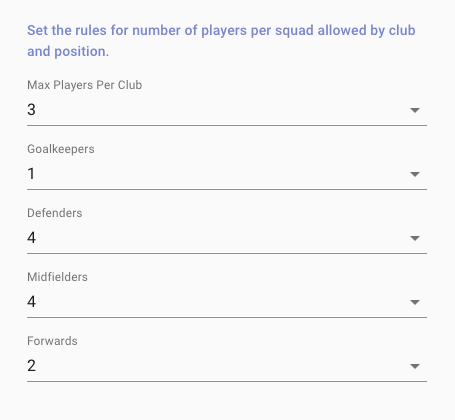 Set the rules for number of players per squad allowed by club
and position.
Max Players Per Club
3
Goalkeepers
1
Defenders
4
Midfielders
4
Forwards
2